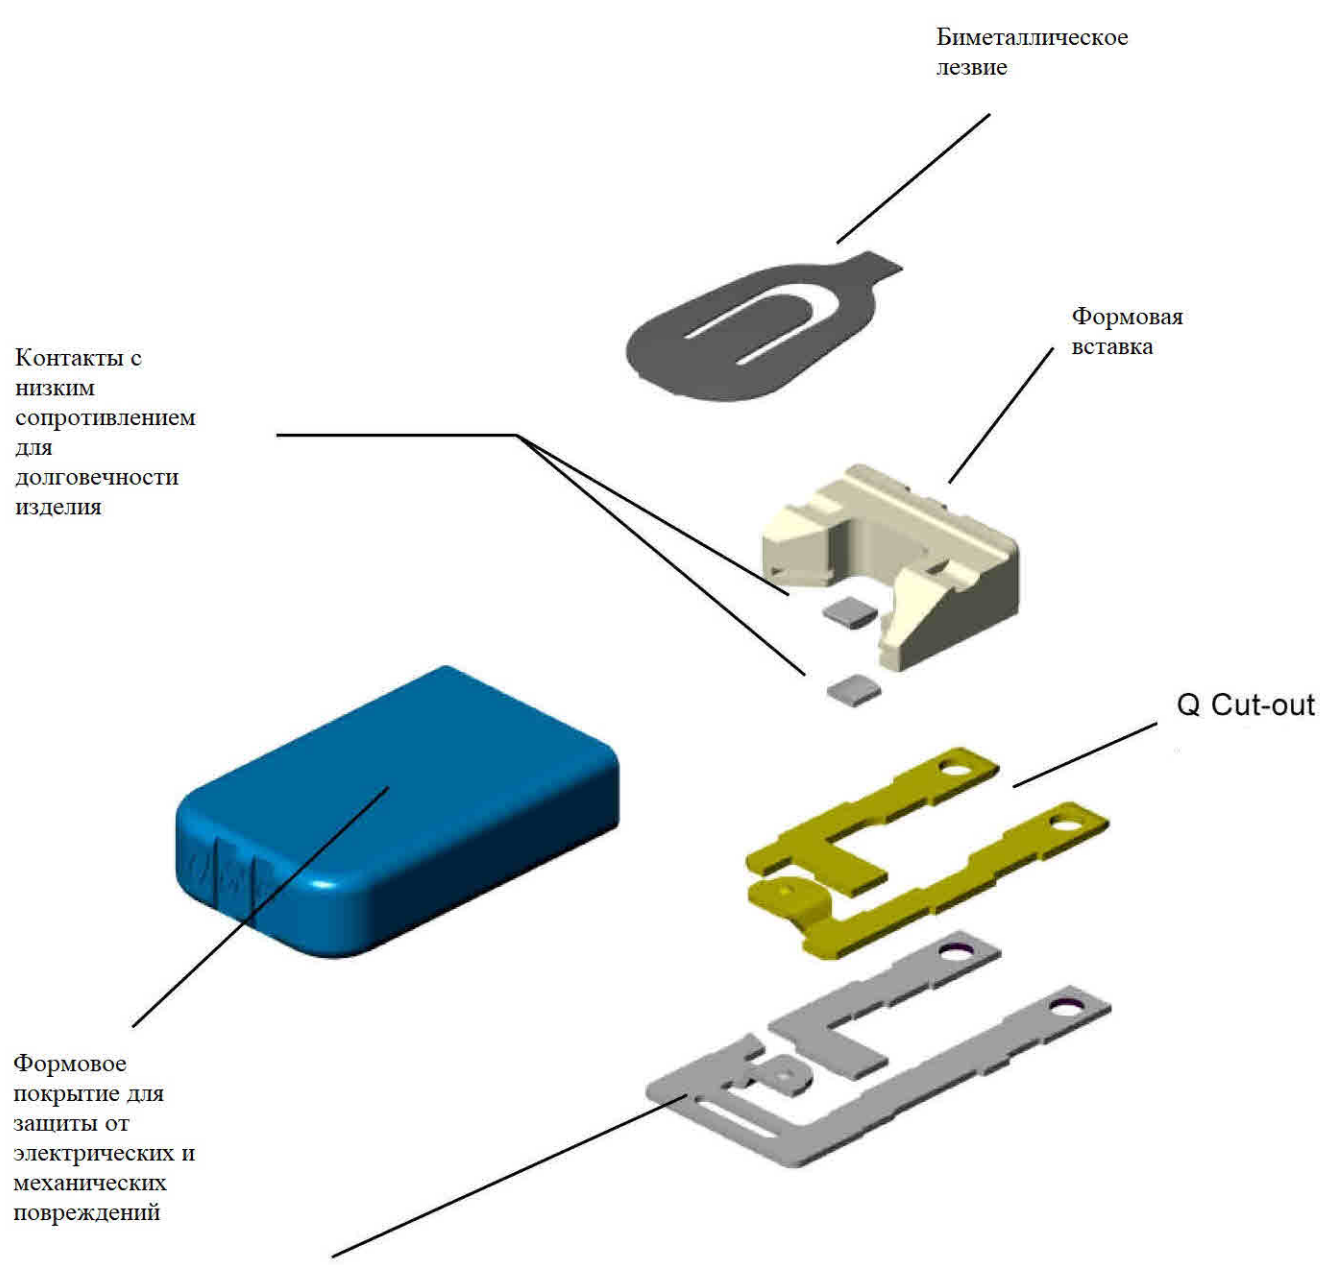 Биметаллическое
лезвие
Формовая
вставка
Контакты с
низким
сопротивлением
для
долговечности
изделия
Q Cut-out
Формовое
покрытие для
защиты от
электрических и
механических
повреждений